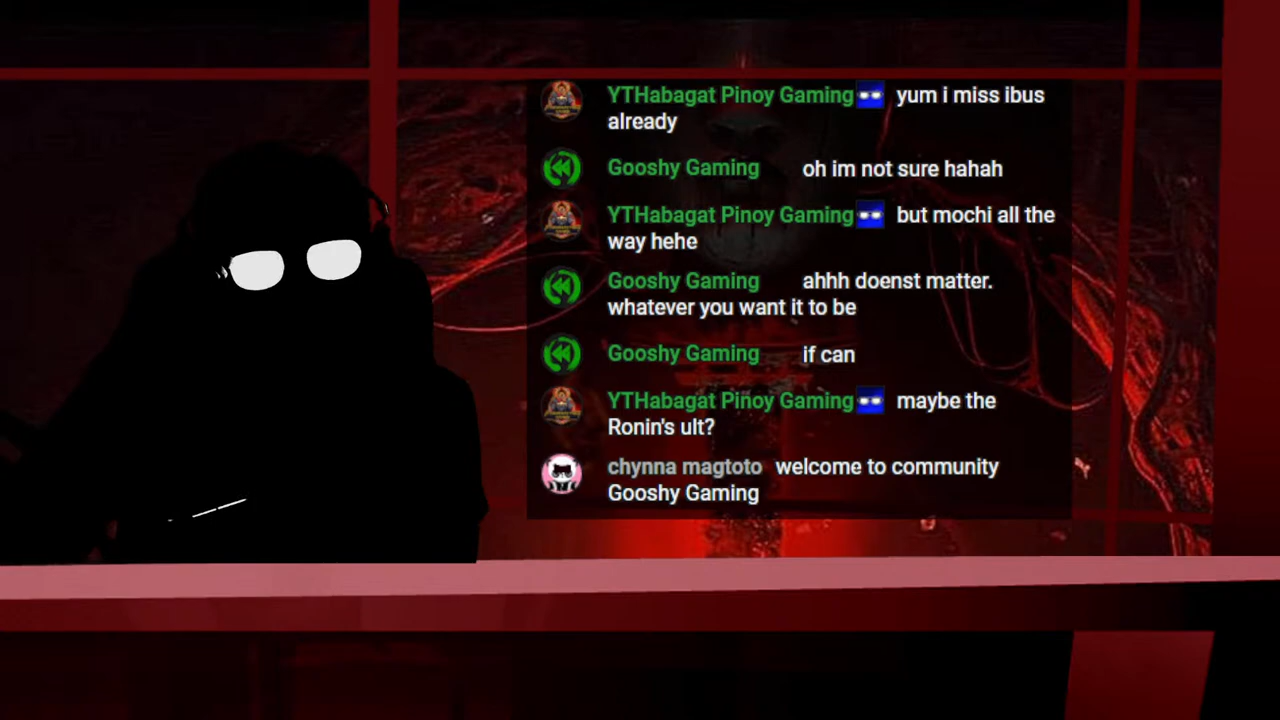 YTHabagat Pinoy Gaming yum i miss ibus
already
Gooshy Gaming oh im not sure hahah
YTHabagat Pinoy Gaming but mochi all the
way hehe
Gooshy Gaming ahhh doenst matter.
whatever you want it to be
Gooshy Gaming if can
YTHabagat Pinoy Gaming maybe the
Ronin's ult?
chynna magtoto welcome to community
Gooshy Gaming